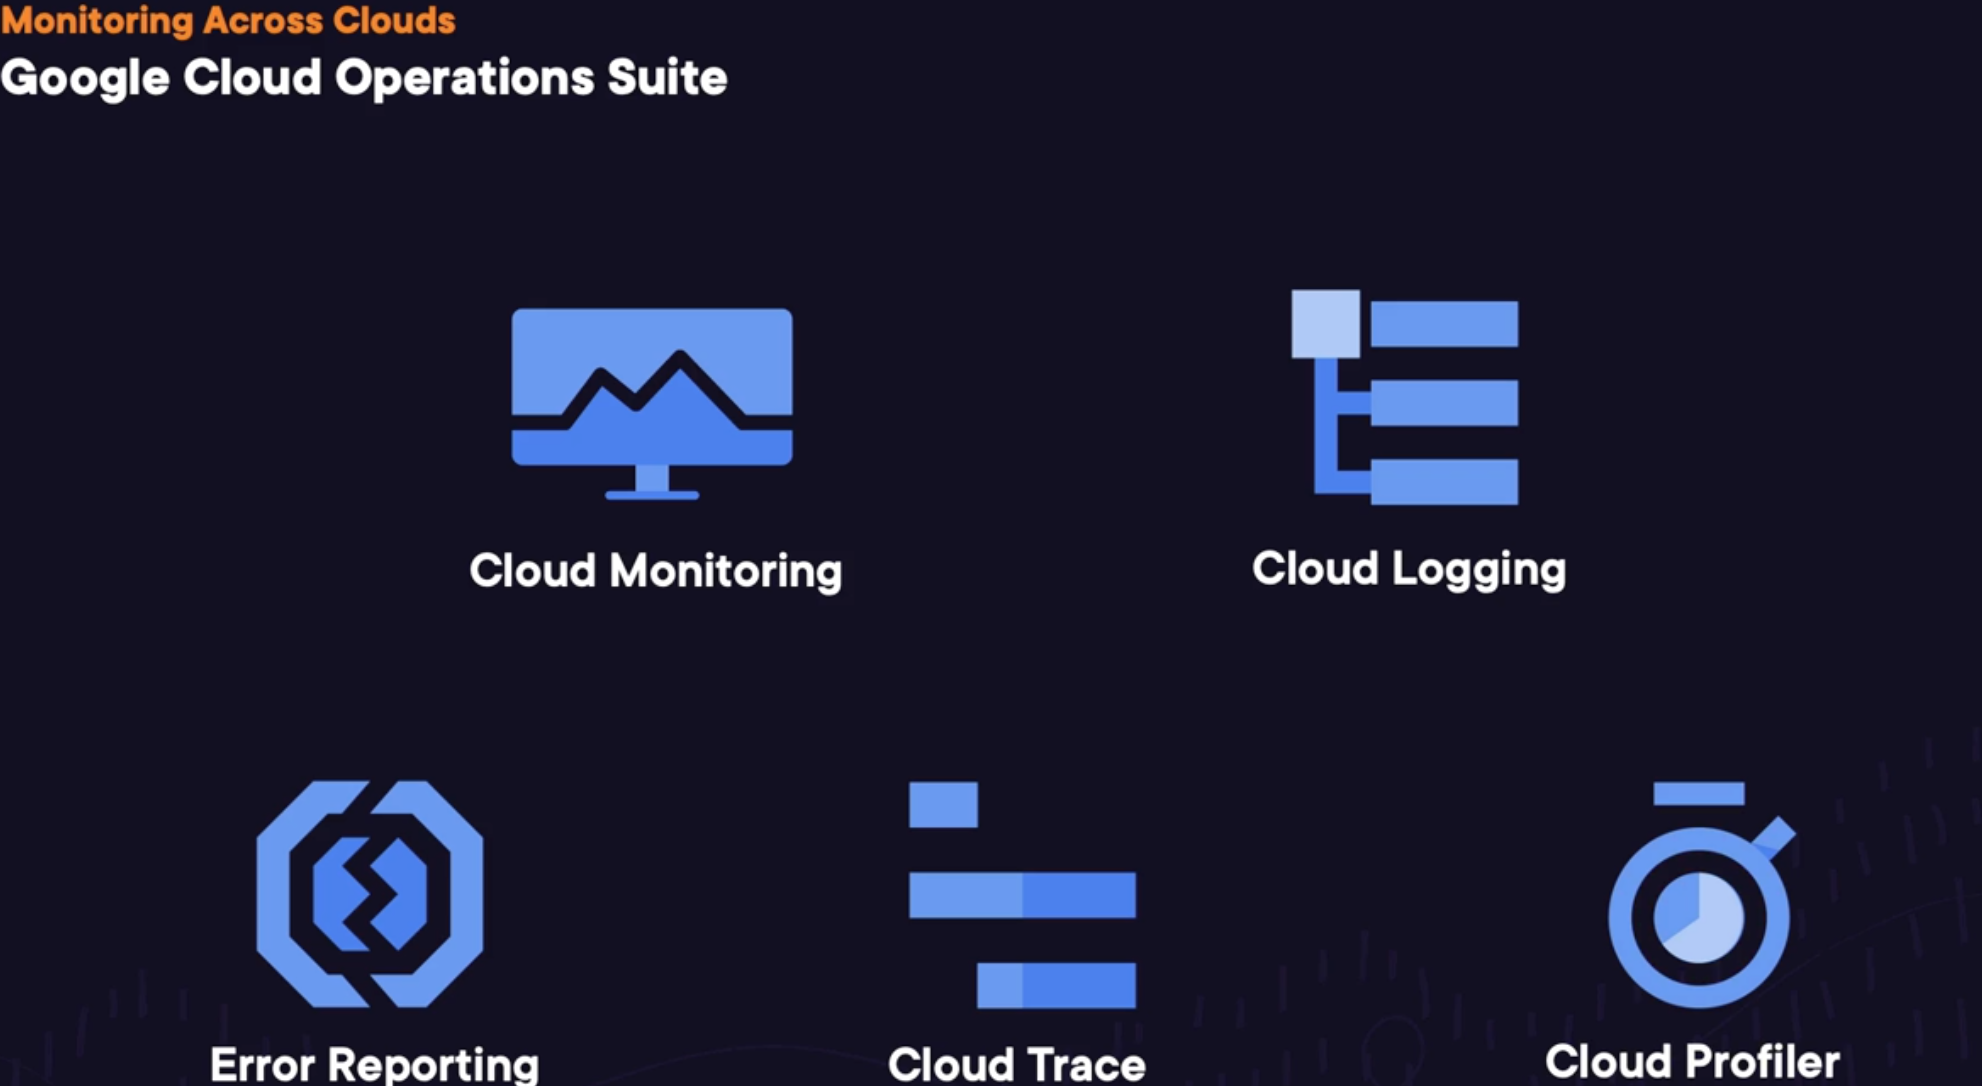 Monitoring Across Clouds
Google Cloud Operations Suite
Cloud Monitoring
Cloud Logging
Error Reporting
Cloud Trace
Cloud Profiler